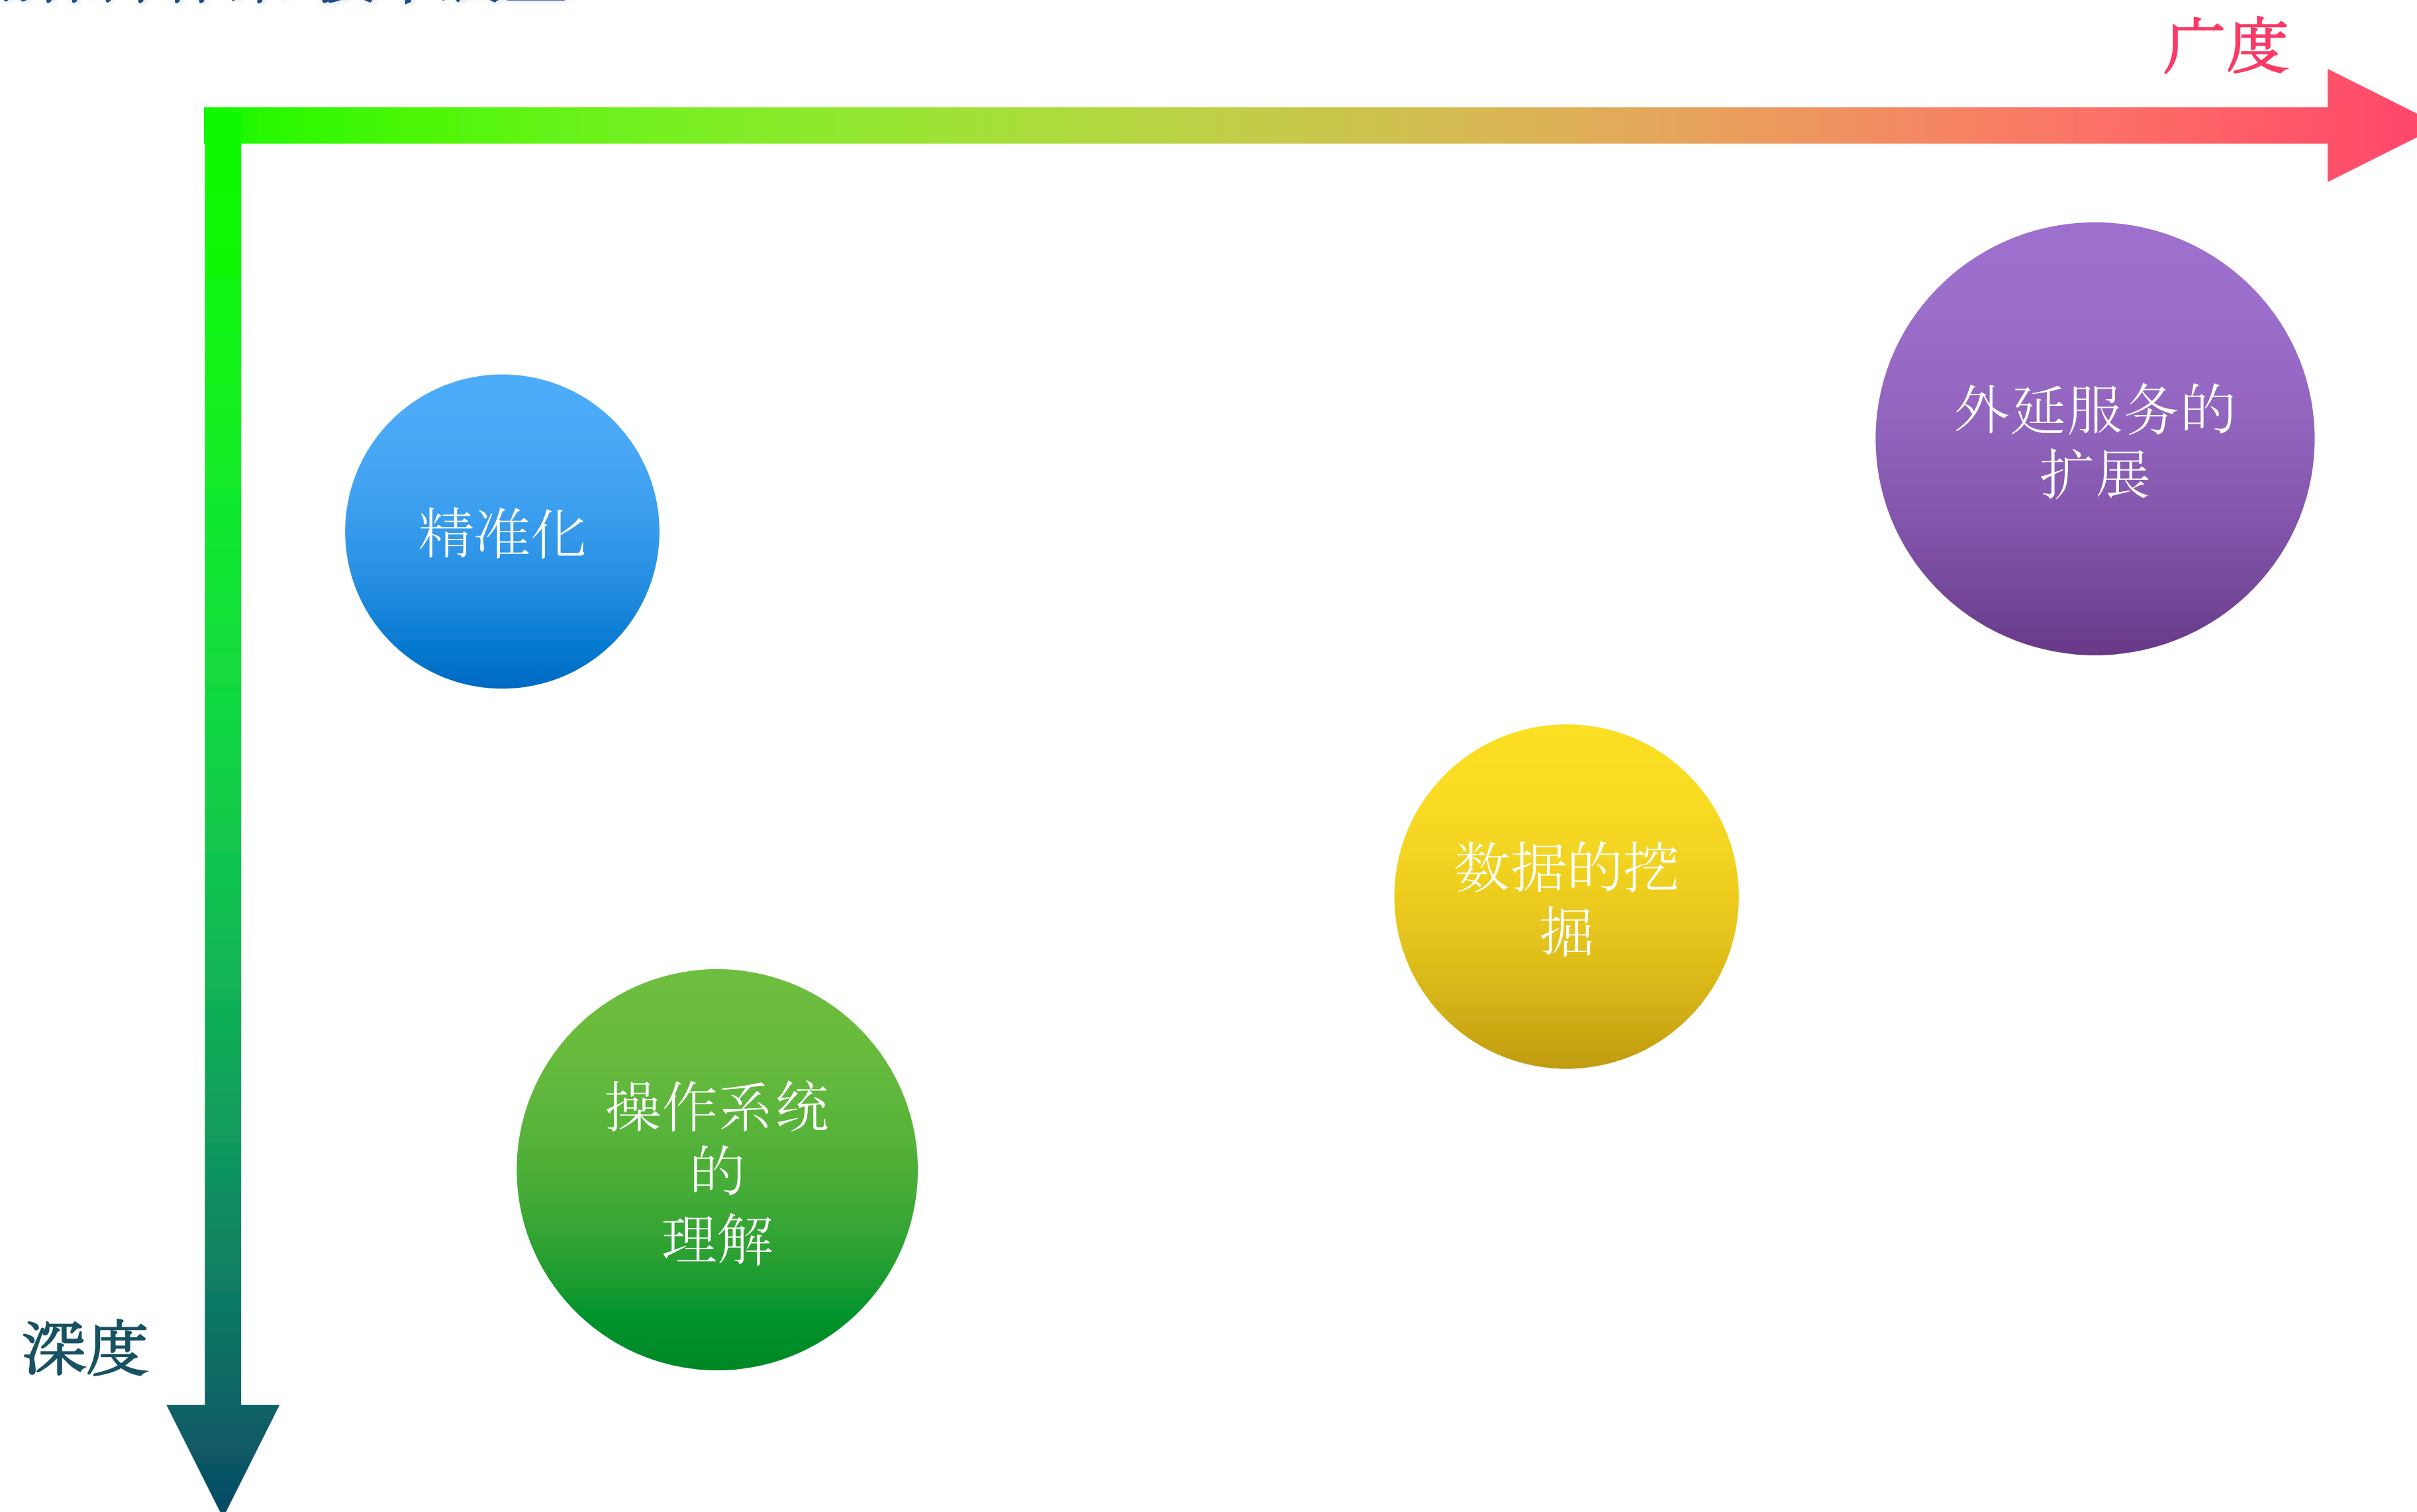 广度
外延服务的
扩展
精准化
数据的挖
掘
操作系统
的
理解
深度